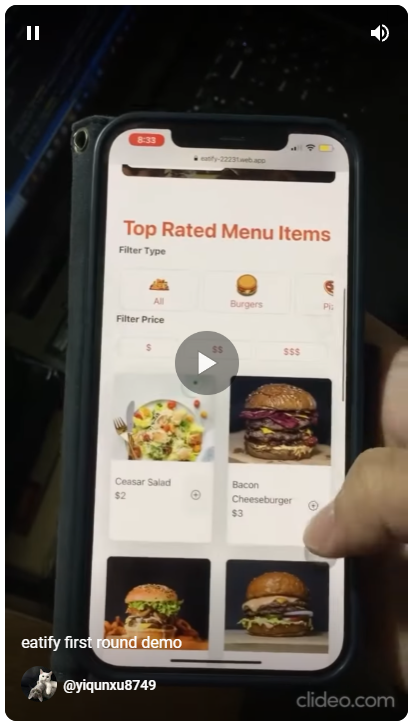 8:33
eatify-22231.web.app
Top Rated Menu Items
Filter Type
All
Burgers
Filter Price
$
$$
$$$
Ceasar Salad
$2
Bacon
Cheeseburger
$3
eatify first round demo
@yiqunxu8749
clideo.com